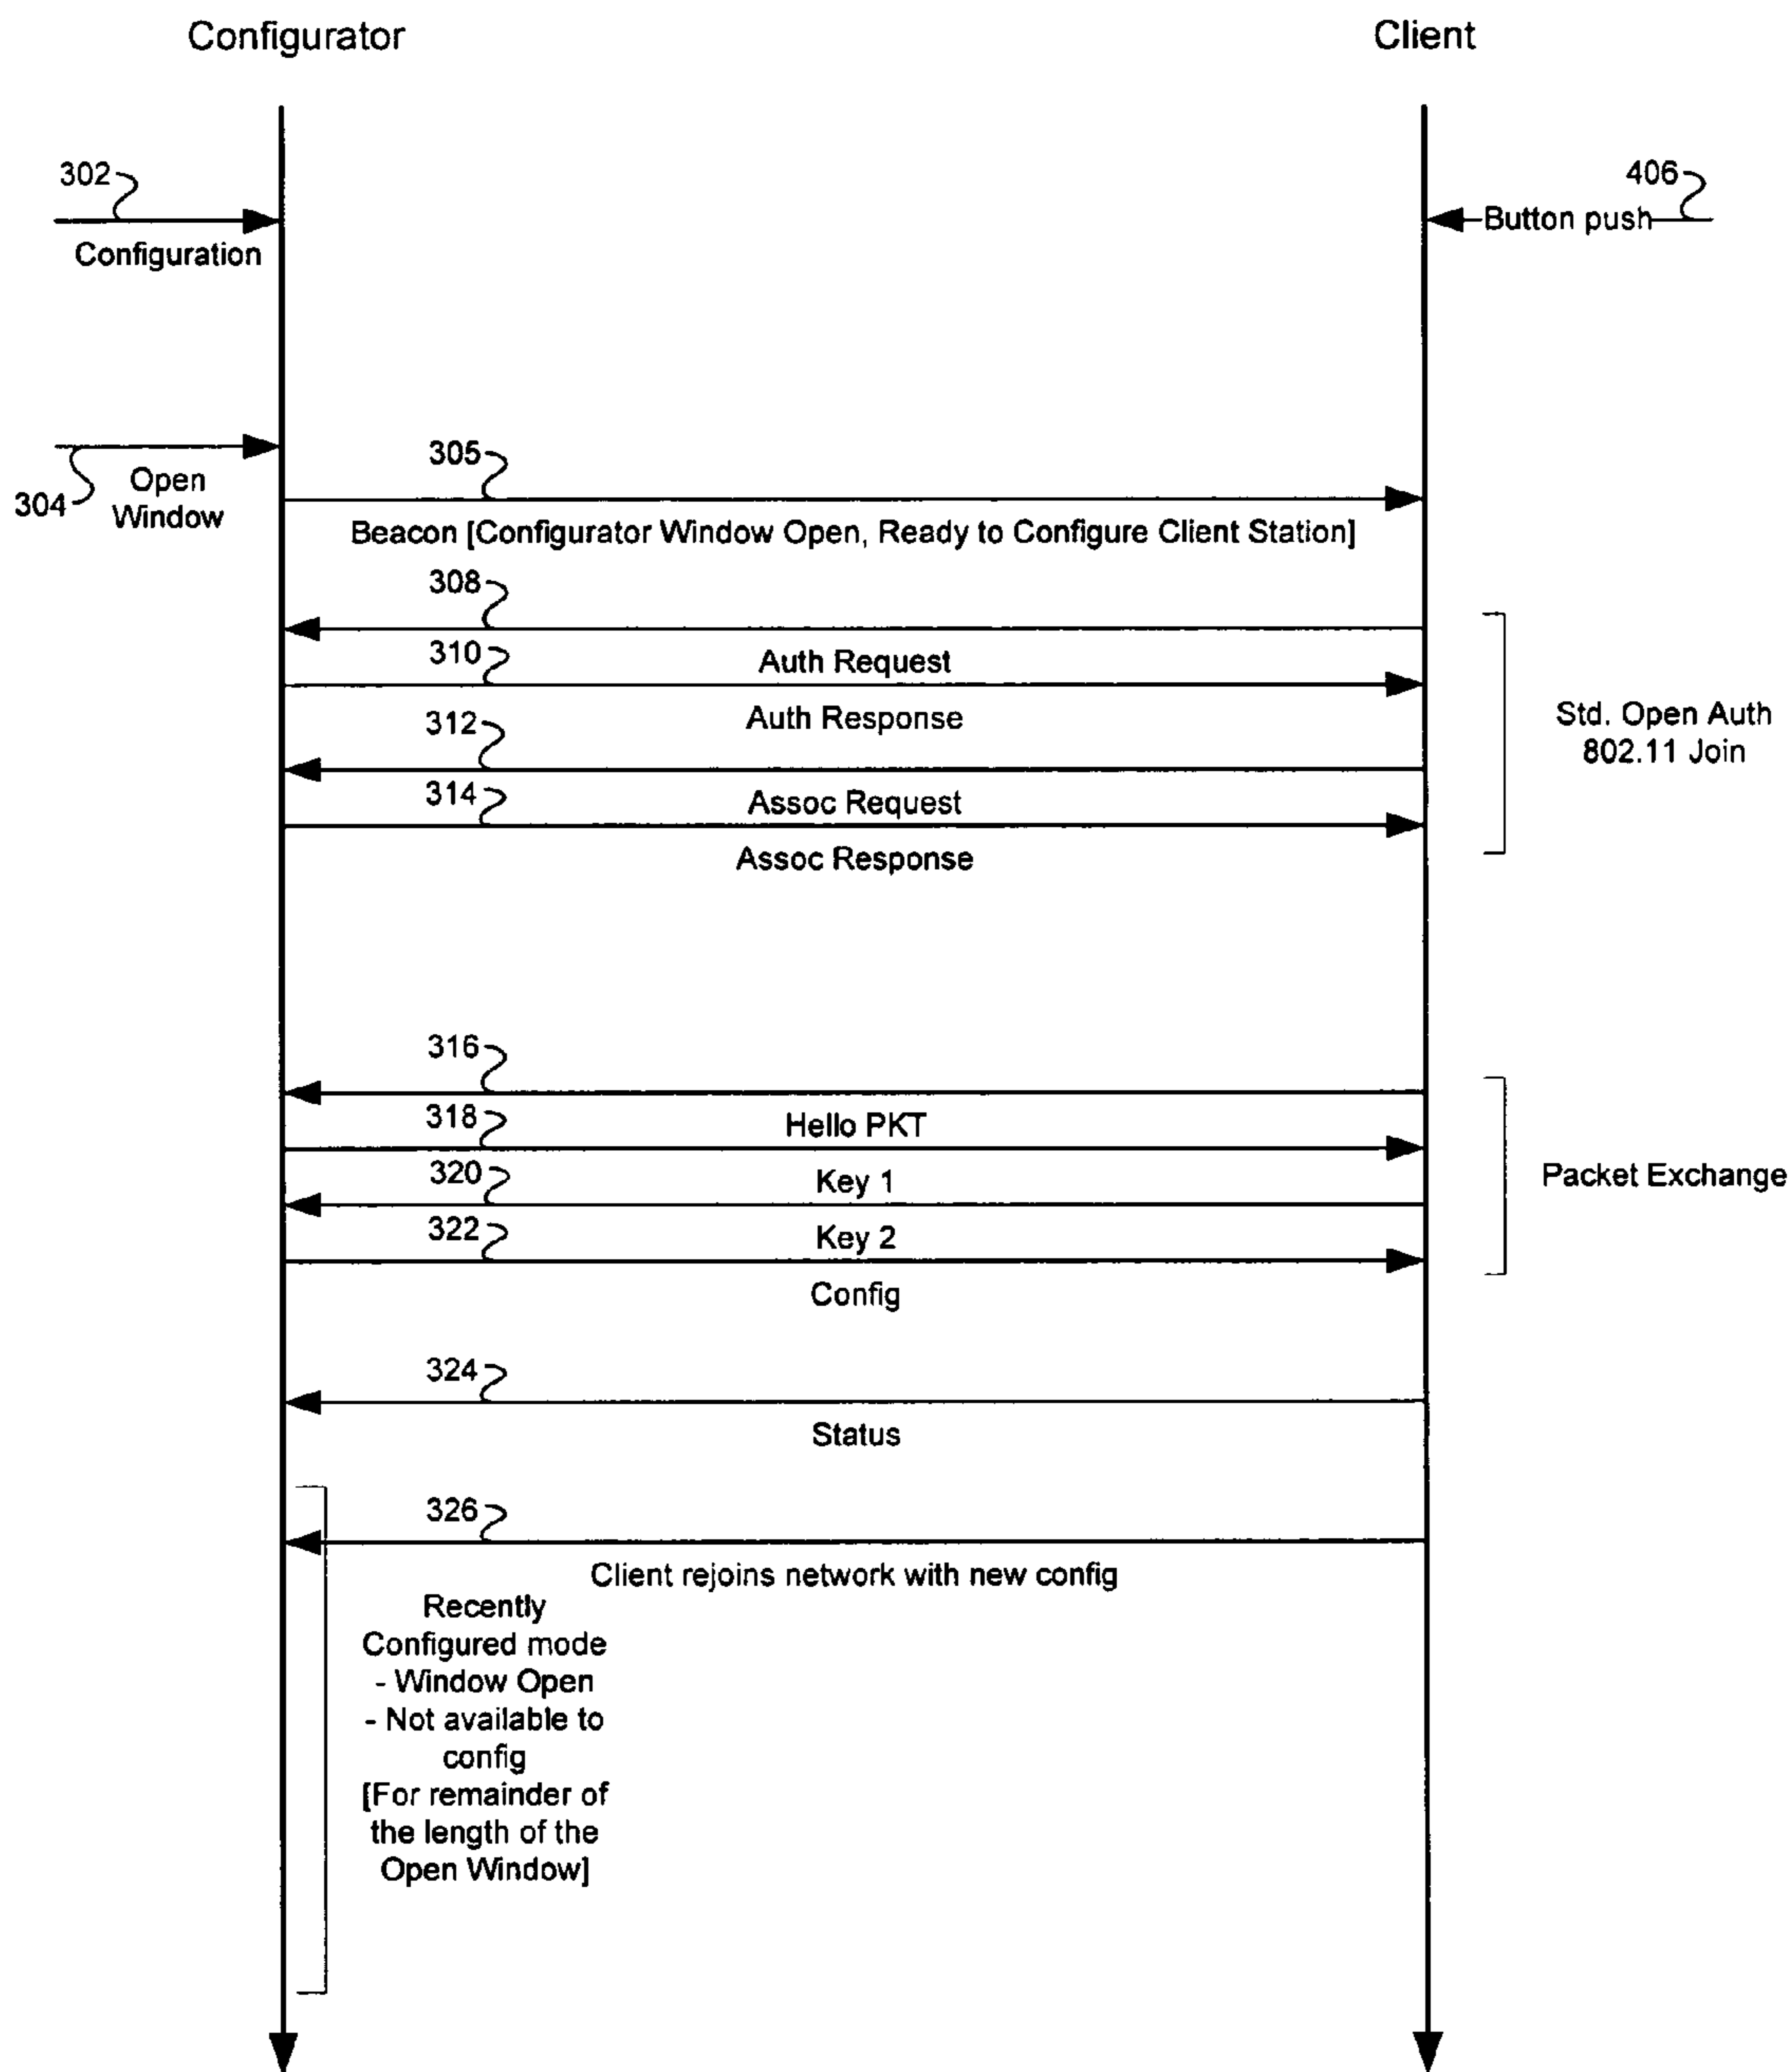 Configurator
Client
302
406
Button push
Configuration
305
304
Open
Window
Beacon [Configurator Window Open, Ready to Configure Client Station]
308
310
Auth Request
312
Auth Response
Std. Open Auth
802.11 Join
314
Assoc Request
Assoc Response
316
318
Hello PKT
320
Key 1
Packet Exchange
322
Key 2
Config
324
Status
326
Client rejoins network with new config
Recently
Configured mode
- Window Open
- Not available to
config
[For remainder of
the length of the
Open Window]